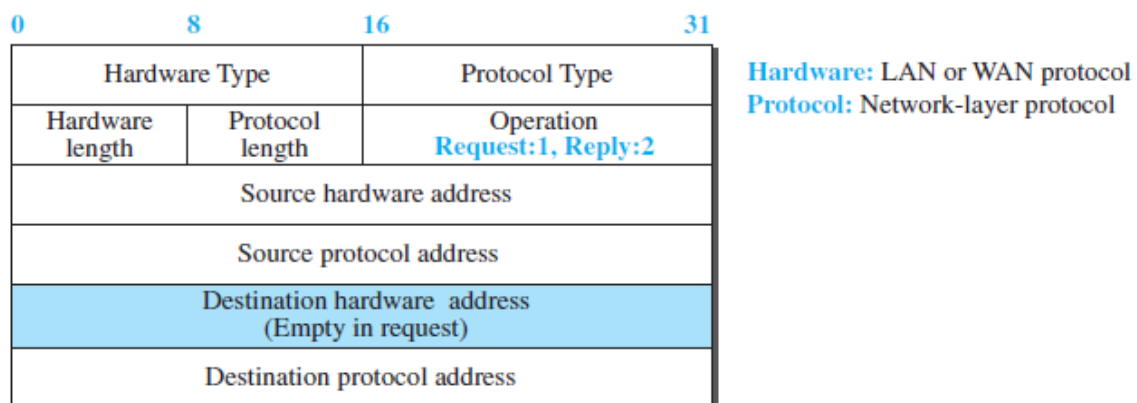 0 8 16 31
Hardware Type Protocol Type
Hardware: LAN or WAN protocol
Protocol: Network-layer protocol
Hardware length
Protocol length
Operation
Request:1, Reply:2
Source hardware address
Source protocol address
Destination hardware address
(Empty in request)
Destination protocol address